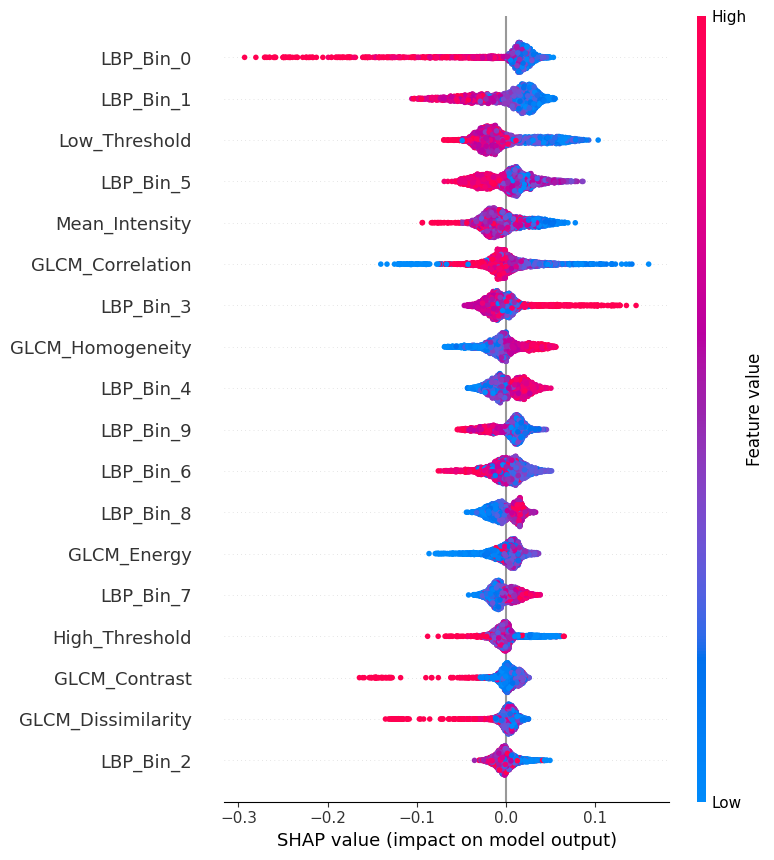 High
LBP_Bin_0
LBP_Bin_1
Low_Threshold
LBP_Bin_5
Mean_Intensity
GLCM_Correlation
LBP_Bin_3
GLCM_Homogeneity
LBP_Bin_4
LBP_Bin_9
LBP_Bin_6
LBP_Bin_8
GLCM_Energy
LBP_Bin_7
High_Threshold
GLCM_Contrast
GLCM_Dissimilarity
LBP_Bin_2
Feature value
Low
−0.3 −0.2 −0.1 0.0 0.1
SHAP value (impact on model output)